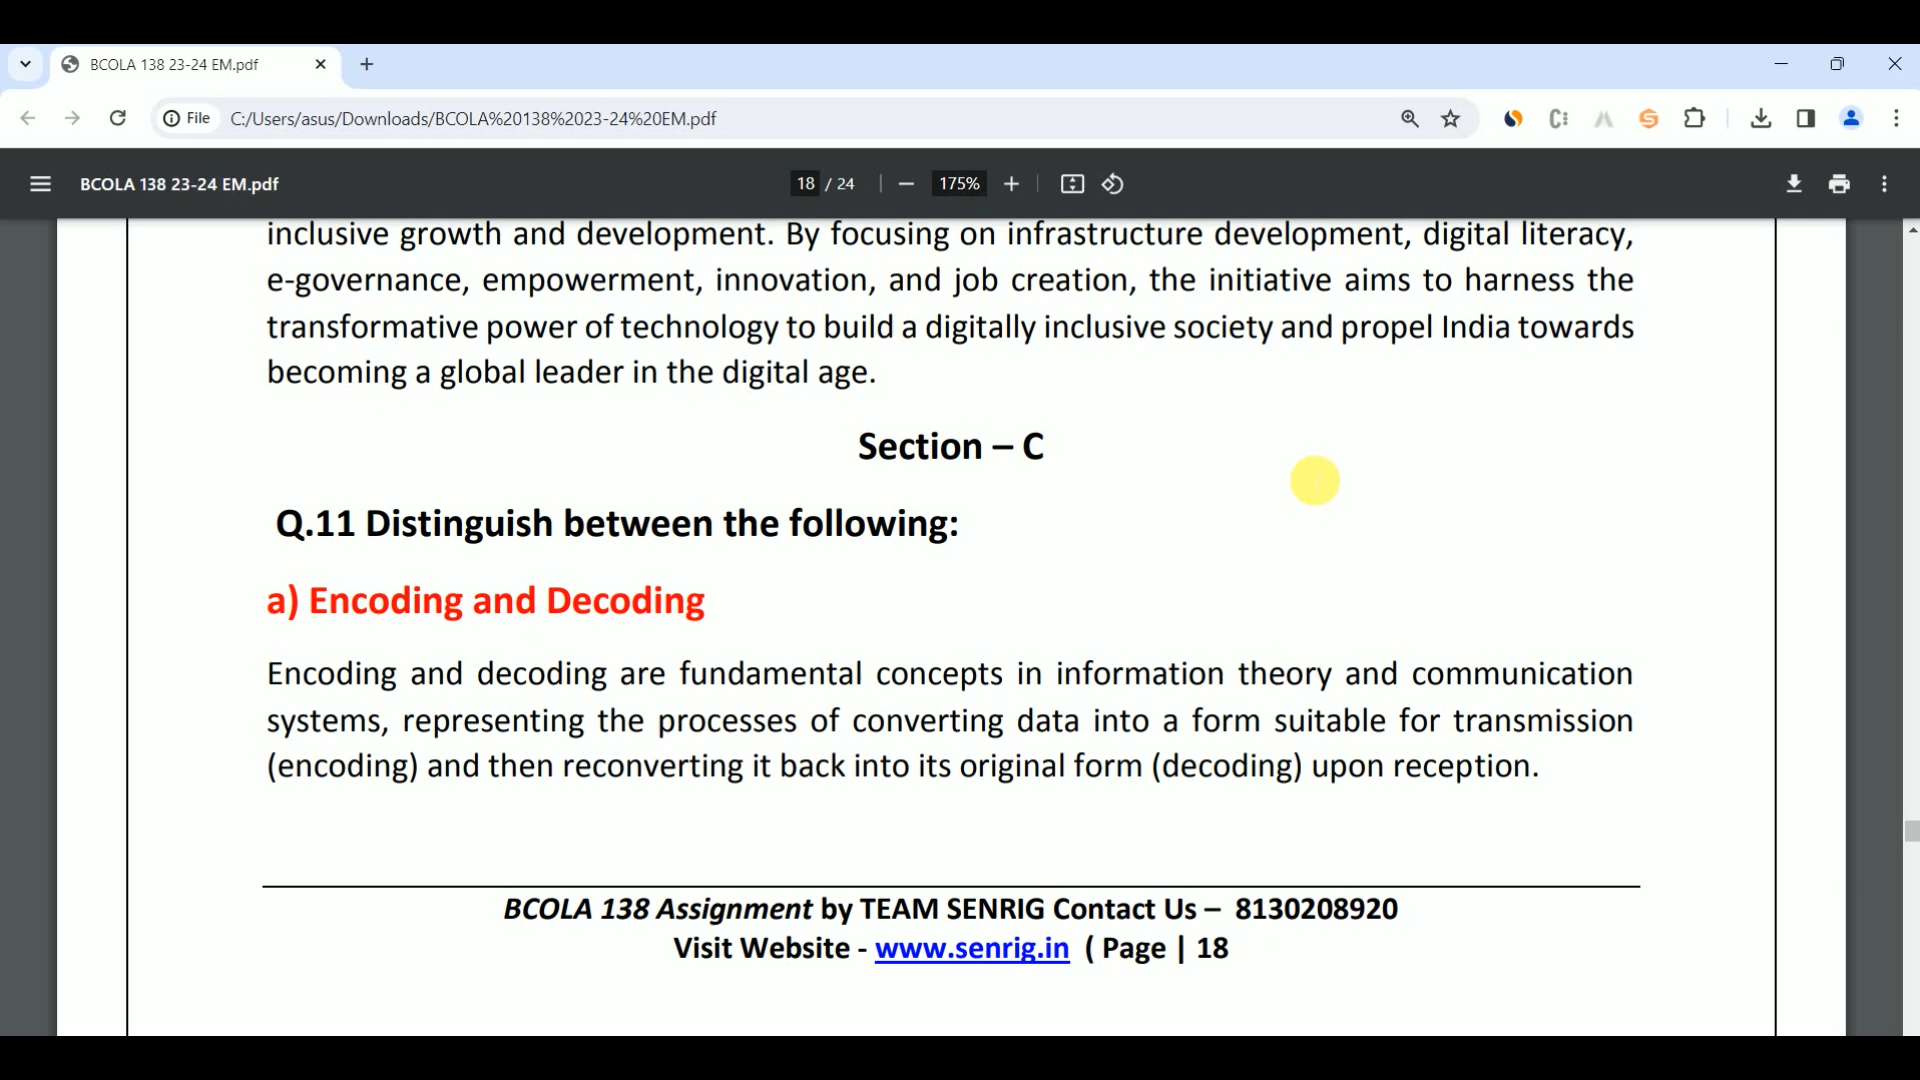 BCOLA 138 23-24 EM.pdf
File C:/Users/asus/Downloads/BCOLA%20138%2023-24%20EM.pdf
BCOLA 138 23-24 EM.pdf 18 / 24 175%
inclusive growth and development. By focusing on infrastructure development, digital literacy,
e-governance, empowerment, innovation, and job creation, the initiative aims to harness the
transformative power of technology to build a digitally inclusive society and propel India towards
becoming a global leader in the digital age.
Section – C
Q.11 Distinguish between the following:
a) Encoding and Decoding
Encoding and decoding are fundamental concepts in information theory and communication
systems, representing the processes of converting data into a form suitable for transmission
(encoding) and then reconverting it back into its original form (decoding) upon reception.
BCOLA 138 Assignment by TEAM SENRIG Contact Us – 8130208920
Visit Website - www.senrig.in ( Page | 18